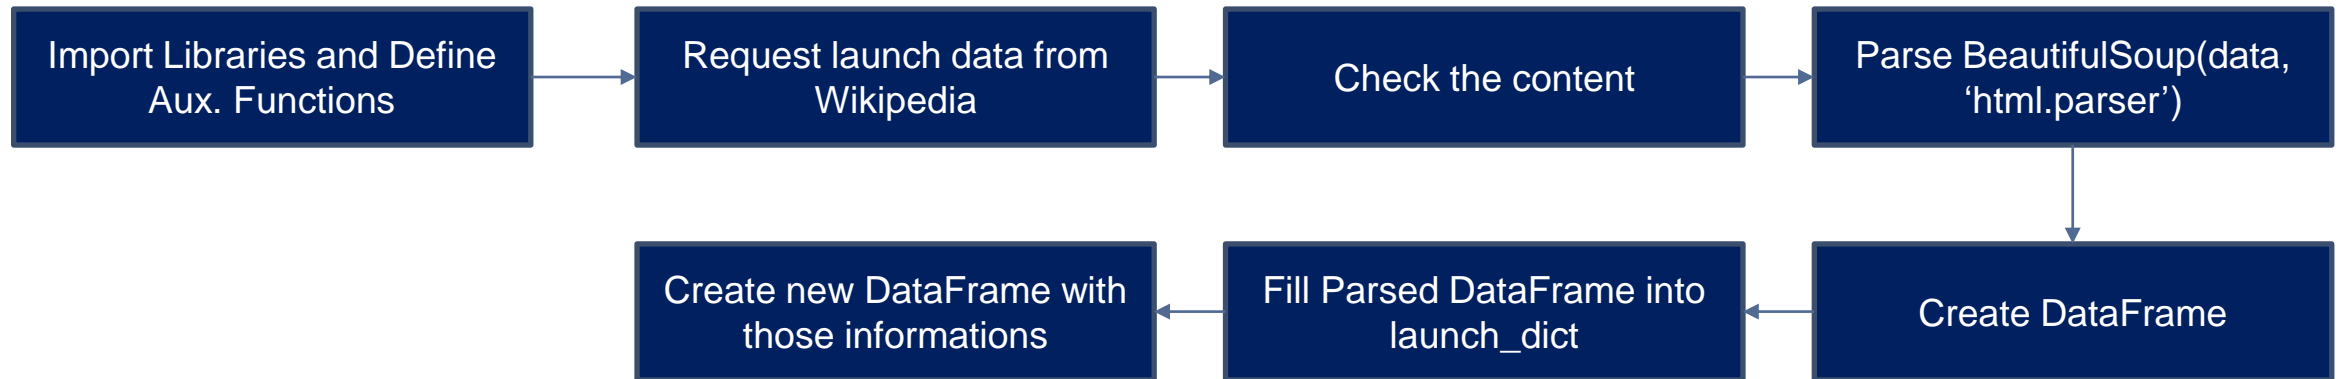 Import Libraries and Define
Aux. Functions
Request launch data from
Wikipedia
Check the content
Parse BeautifulSoup(data,
‘html.parser’)
Create DataFrame
Fill Parsed DataFrame into
launch_dict
Create new DataFrame with
those informations